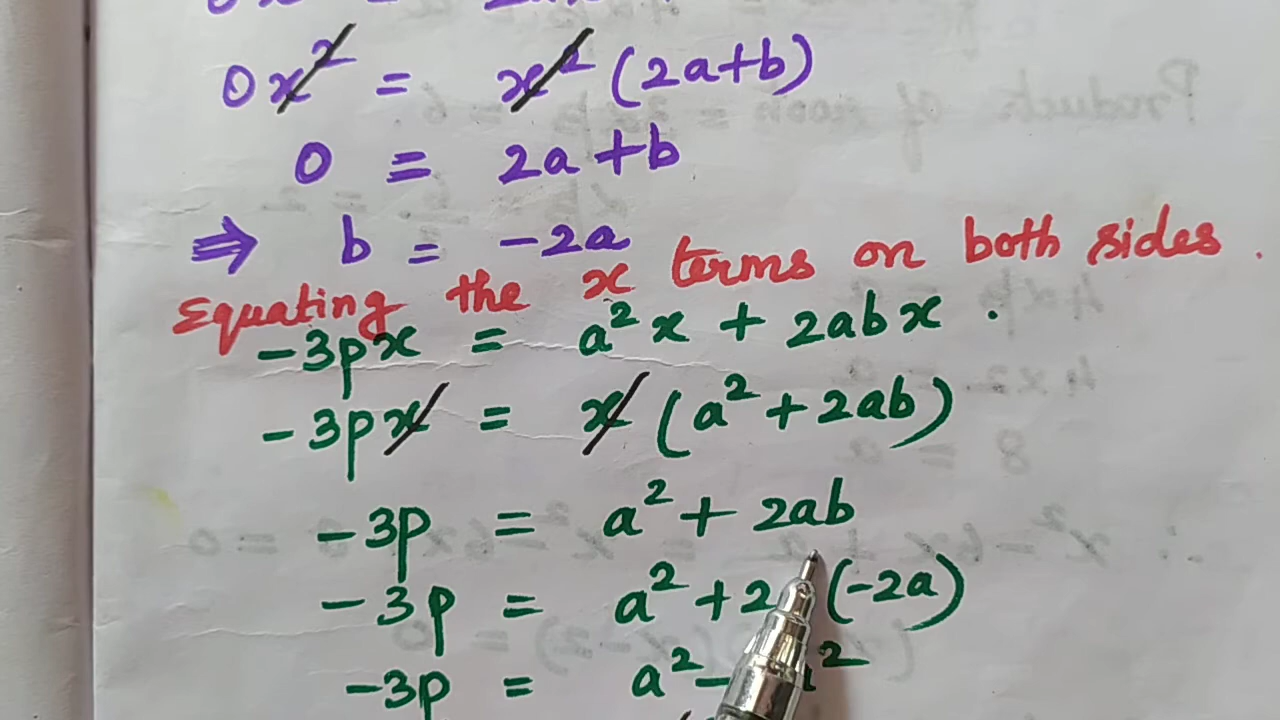 0x² = x² (2a+b)
0 = 2a+b
⇒ b = -2a
Equating the x terms on both sides.
-3px = a²x + 2abx.
-3px = x (a² + 2ab)
-3p = a² + 2ab
-3p = a² + 2 (-2a)
-3p = a² - ²